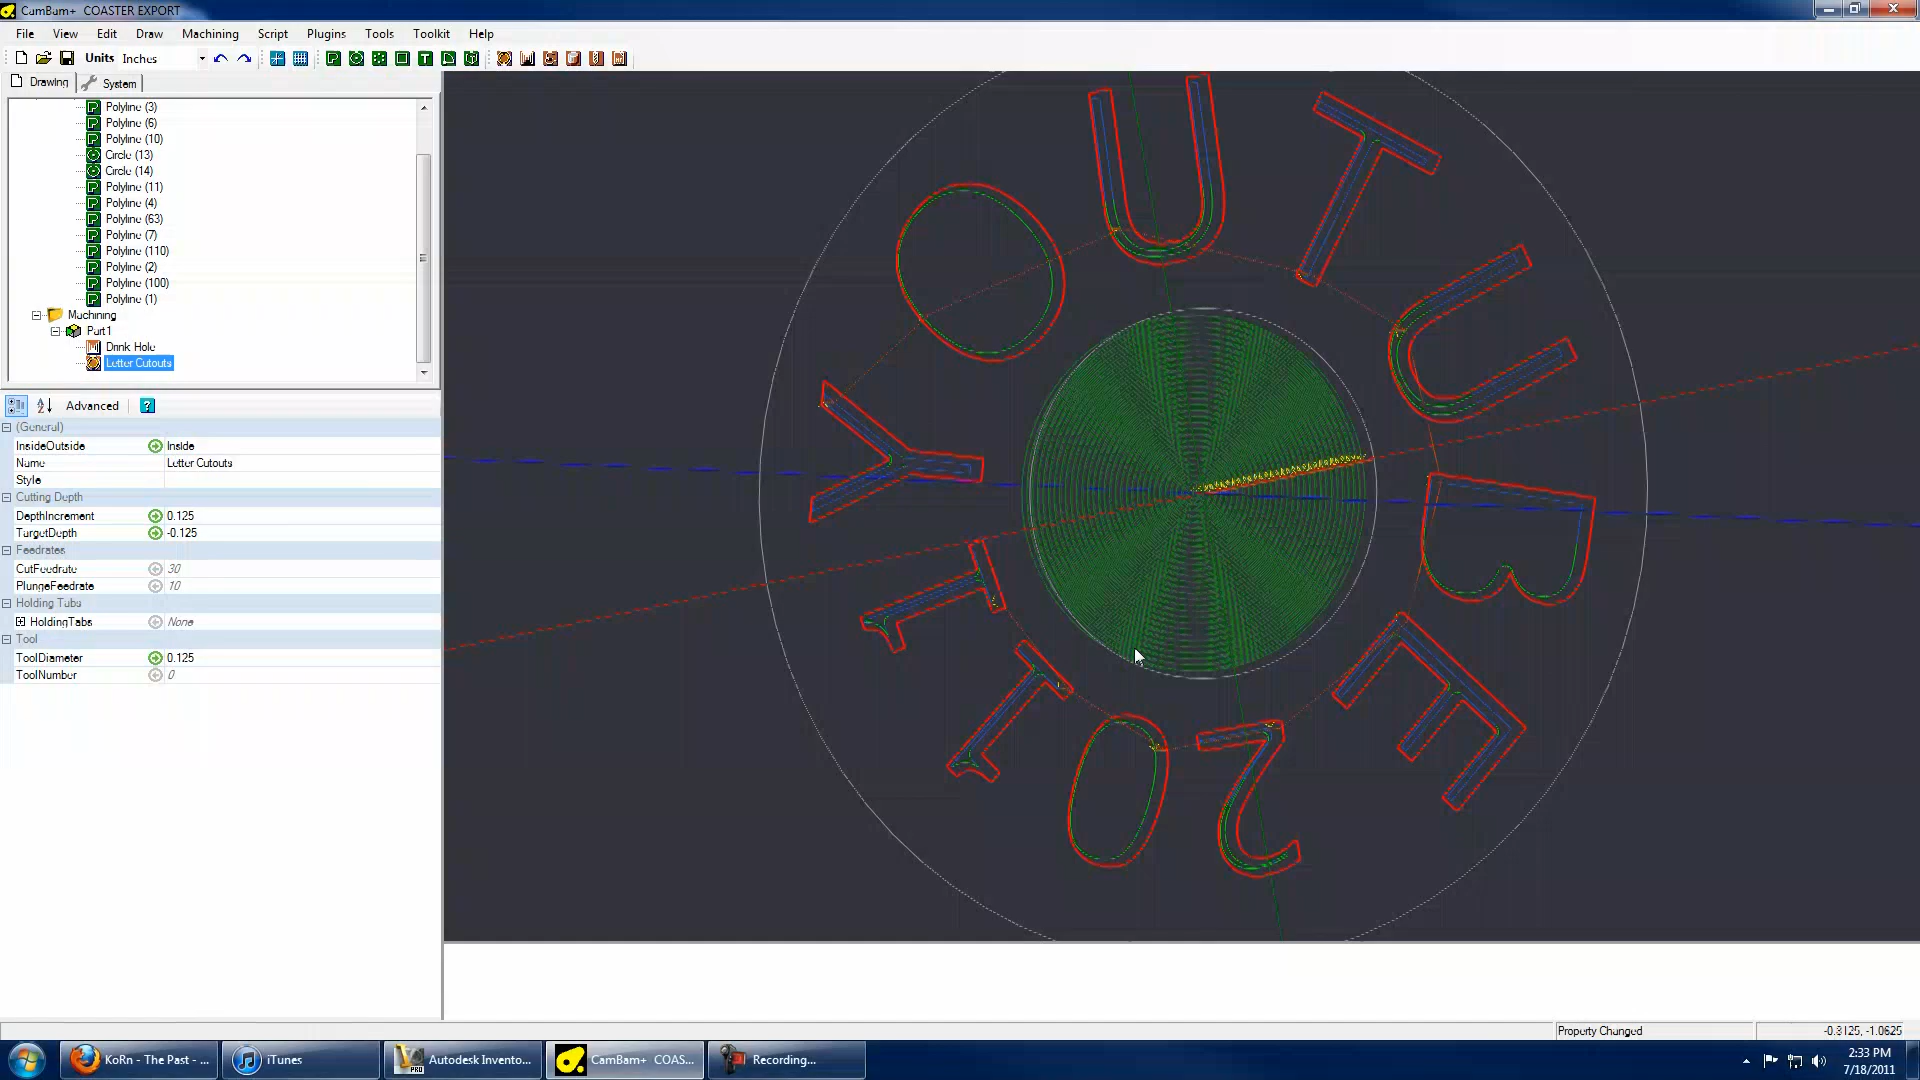 CamBam+ COASTER EXPORT
File View Edit Draw Machining Script Plugins Tools Toolkit Help
Units Inches
Drawing System
Polyline (3)
Polyline (6)
Polyline (10)
Circle (13)
Circle (14)
Polyline (11)
Polyline (4)
Polyline (63)
Polyline (7)
Polyline (110)
Polyline (2)
Polyline (100)
Polyline (1)
Machining
Part1
Drink Hole
Letter Cutouts
Advanced
(General)
InsideOutside Inside
Name Letter Cutouts
Style
Cutting Depth
DepthIncrement 0.125
TargetDepth -0.125
Feedrates
CutFeedrate 30
PlungeFeedrate 10
Holding Tabs
HoldingTabs None
Tool
ToolDiameter 0.125
ToolNumber 0
YOUTUBE 2011
Property Changed
-0.3125, -1.0625
KoRn - The Past - ...
iTunes
Autodesk Invento...
CamBam+ COAS...
Recording...
2:33 PM
7/18/2011